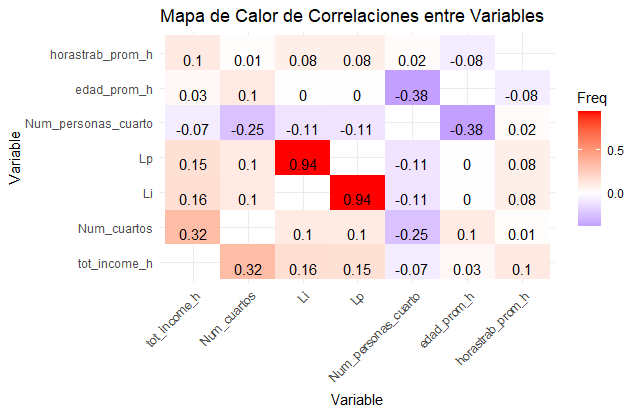 Mapa de Calor de Correlaciones entre Variables
horastrab_prom_h 0.1 0.01 0.08 0.08 0.02 -0.08
edad_prom_h 0.03 0.1 0 0 -0.38 -0.08
Num_personas_cuarto -0.07 -0.25 -0.11 -0.11 -0.38 0.02
Lp 0.15 0.1 0.94 -0.11 0 0.08
Li 0.16 0.1 0.94 -0.11 0 0.08
Num_cuartos 0.32 0.1 0.1 -0.25 0.1 0.01
tot_income_h 0.32 0.16 0.15 -0.07 0.03 0.1
Variable
tot_income_h
Num_cuartos
Li
Lp
Num_personas_cuarto
edad_prom_h
horastrab_prom_h
Variable
Freq
0.5
0.0